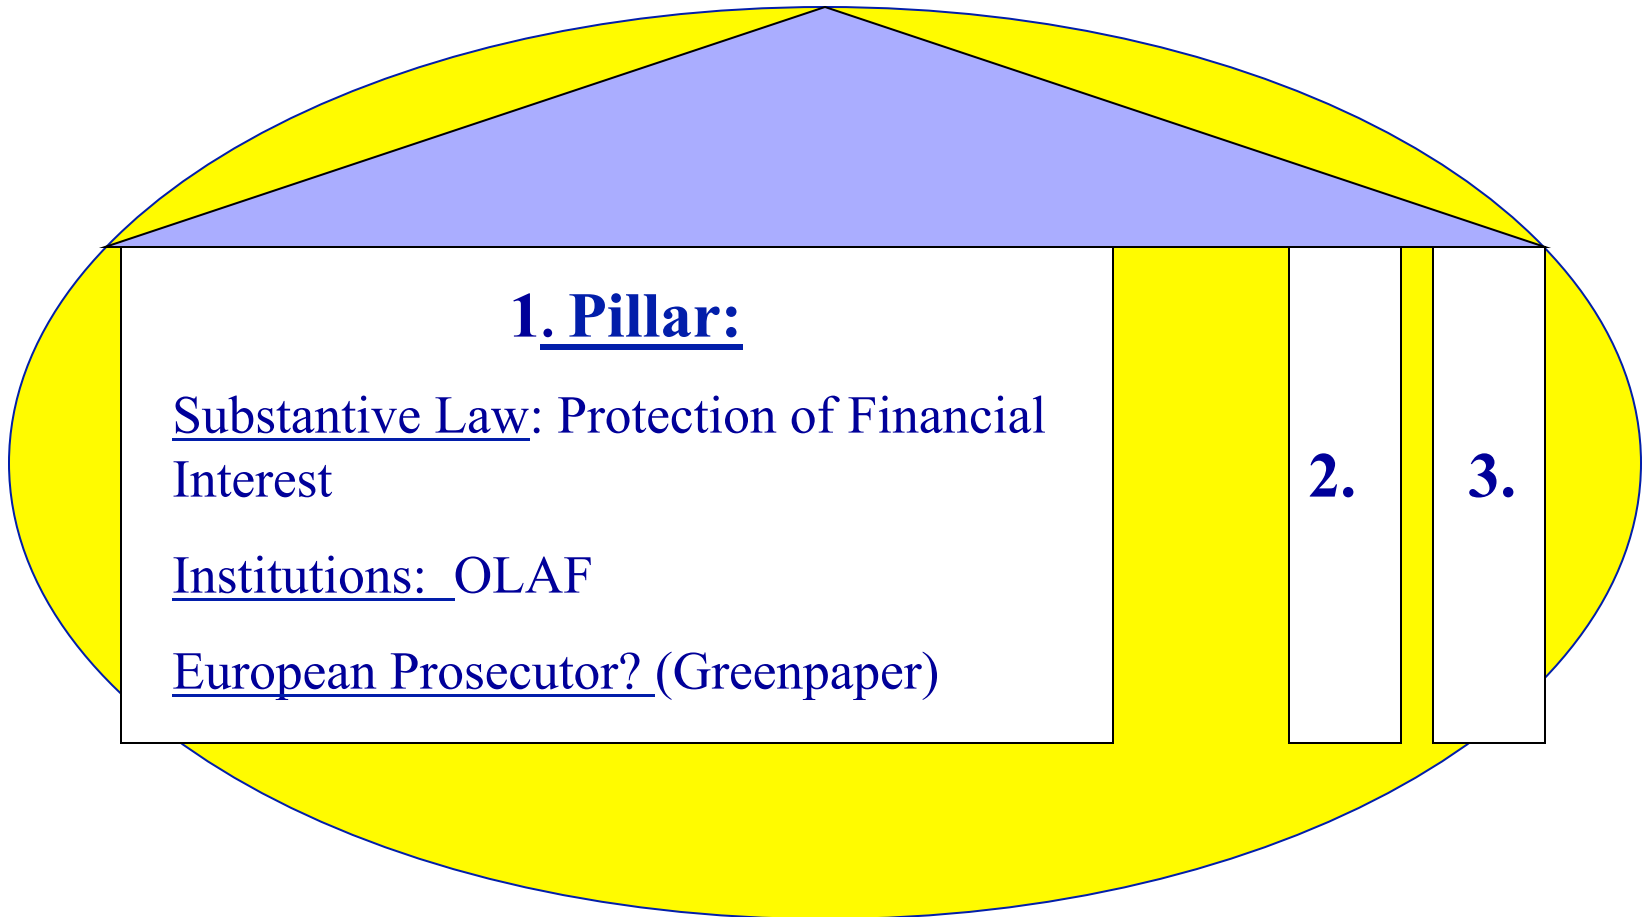 1. Pillar:
Substantive Law: Protection of Financial
Interest
Institutions:  OLAF
European Prosecutor? (Greenpaper)
2.
3.